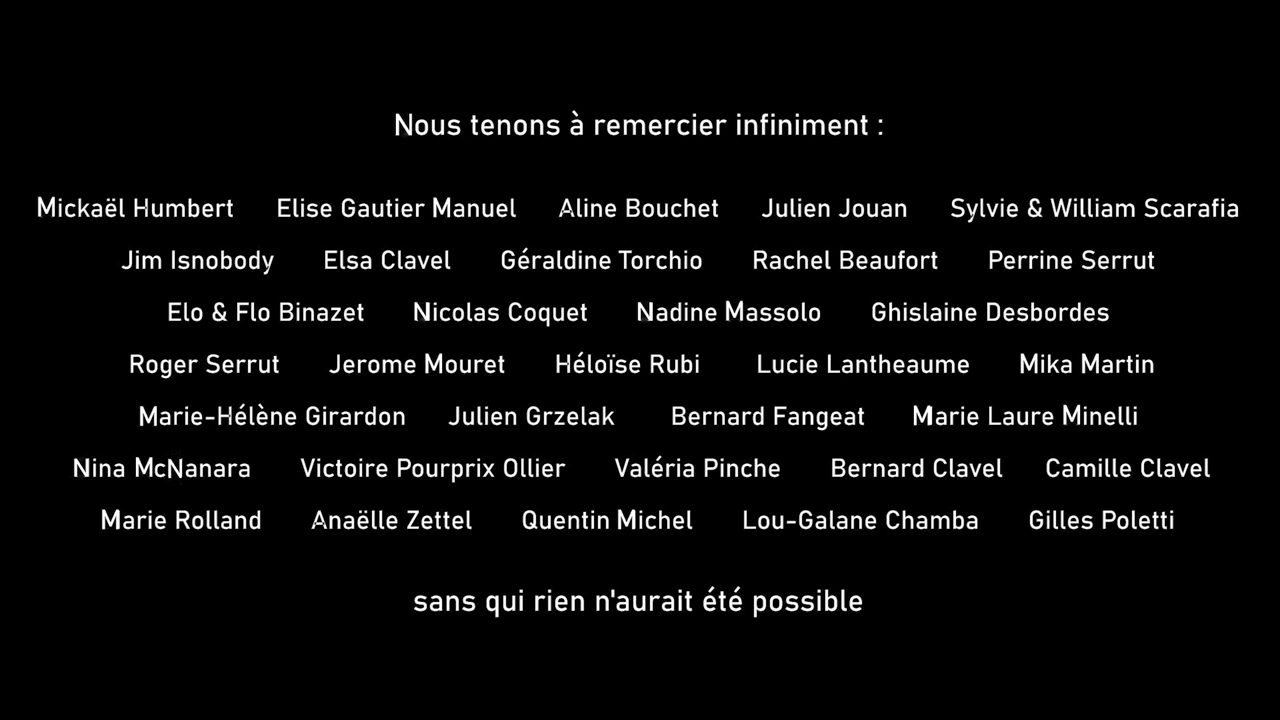 Nous tenons à remercier infiniment :
Mickaël Humbert Elise Gautier Manuel Aline Bouchet Julien Jouan Sylvie & William Scarafia
Jim Isnobody Elsa Clavel Géraldine Torchio Rachel Beaufort Perrine Serrut
Elo & Flo Binazet Nicolas Coquet Nadine Massolo Ghislaine Desbordes
Roger Serrut Jerome Mouret Héloïse Rubi Lucie Lantheaume Mika Martin
Marie-Hélène Girardon Julien Grzelak Bernard Fangeat Marie Laure Minelli
Nina McNanara Victoire Pourprix Ollier Valéria Pinche Bernard Clavel Camille Clavel
Marie Rolland Anaëlle Zettel Quentin Michel Lou-Galane Chamba Gilles Poletti
sans qui rien n'aurait été possible